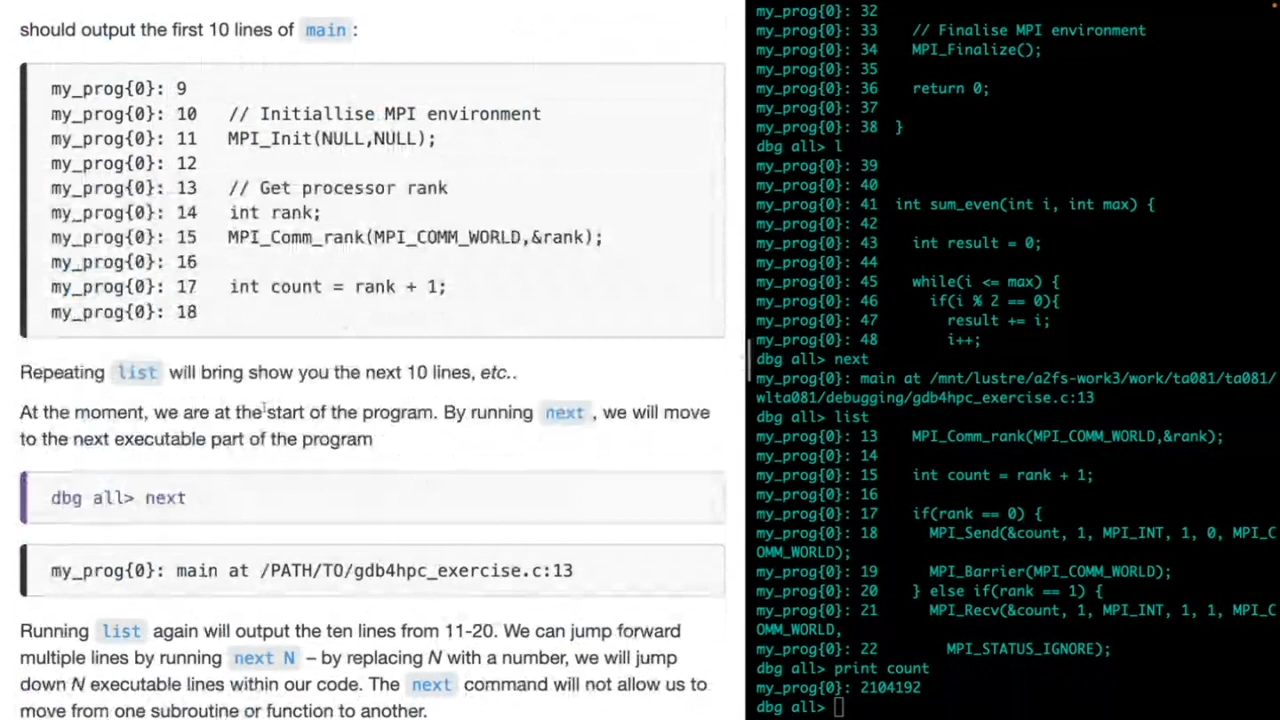 should output the first 10 lines of main :
my_prog{0}: 9
my_prog{0}: 10   // Initiallise MPI environment
my_prog{0}: 11   MPI_Init(NULL,NULL);
my_prog{0}: 12
my_prog{0}: 13   // Get processor rank
my_prog{0}: 14   int rank;
my_prog{0}: 15   MPI_Comm_rank(MPI_COMM_WORLD,&rank);
my_prog{0}: 16
my_prog{0}: 17   int count = rank + 1;
my_prog{0}: 18
Repeating list will bring show you the next 10 lines, etc..
At the moment, we are at the start of the program. By running next , we will move
to the next executable part of the program
dbg all> next
my_prog{0}: main at /PATH/TO/gdb4hpc_exercise.c:13
Running list again will output the ten lines from 11-20. We can jump forward
multiple lines by running next N – by replacing N with a number, we will jump
down N executable lines within our code. The next command will not allow us to
move from one subroutine or function to another.
my_prog{0}: 32
my_prog{0}: 33   // Finalise MPI environment
my_prog{0}: 34   MPI_Finalize();
my_prog{0}: 35
my_prog{0}: 36   return 0;
my_prog{0}: 37
my_prog{0}: 38 }
dbg all> l
my_prog{0}: 39
my_prog{0}: 40
my_prog{0}: 41 int sum_even(int i, int max) {
my_prog{0}: 42
my_prog{0}: 43   int result = 0;
my_prog{0}: 44
my_prog{0}: 45   while(i <= max) {
my_prog{0}: 46     if(i % 2 == 0){
my_prog{0}: 47       result += i;
my_prog{0}: 48       i++;
dbg all> next
my_prog{0}: main at /mnt/lustre/a2fs-work3/work/ta081/ta081/
wlta081/debugging/gdb4hpc_exercise.c:13
dbg all> list
my_prog{0}: 13   MPI_Comm_rank(MPI_COMM_WORLD,&rank);
my_prog{0}: 14
my_prog{0}: 15   int count = rank + 1;
my_prog{0}: 16
my_prog{0}: 17   if(rank == 0) {
my_prog{0}: 18     MPI_Send(&count, 1, MPI_INT, 1, 0, MPI_C
OMM_WORLD);
my_prog{0}: 19     MPI_Barrier(MPI_COMM_WORLD);
my_prog{0}: 20   } else if(rank == 1) {
my_prog{0}: 21     MPI_Recv(&count, 1, MPI_INT, 1, 1, MPI_C
OMM_WORLD,
my_prog{0}: 22       MPI_STATUS_IGNORE);
dbg all> print count
my_prog{0}: 2104192
dbg all>